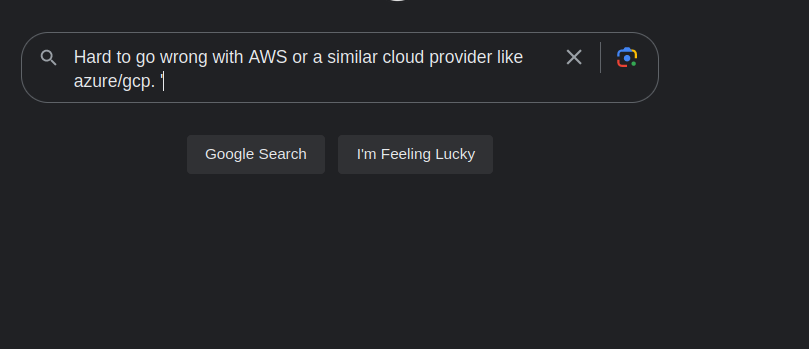 Hard to go wrong with AWS or a similar cloud provider like
azure/gcp. '
Google Search
I'm Feeling Lucky